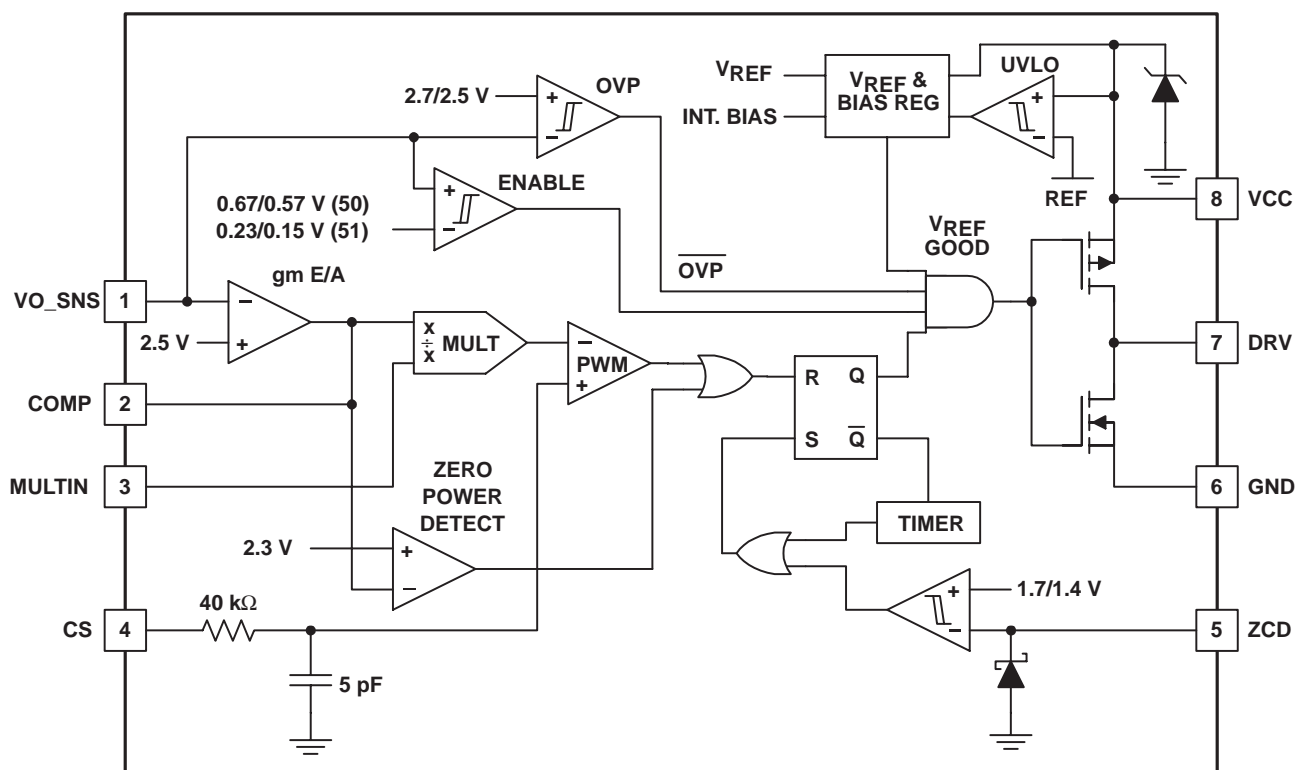 OVP
2.7/2.5 V
+
−
ENABLE
0.67/0.57 V (50)
0.23/0.15 V (51)
+
−
VREF
INT. BIAS
VREF &
BIAS REG
UVLO
+
−
REF
8
VCC
VREF
GOOD
OVP
gm E/A
VO_SNS
1
−
2.5 V
+
x
÷
x
MULT
−
PWM
+
R
Q
S
Q
7
DRV
COMP
2
MULTIN
3
ZERO
POWER
DETECT
2.3 V
+
−
TIMER
6
GND
1.7/1.4 V
+
−
5
ZCD
CS
4
40 kΩ
5 pF